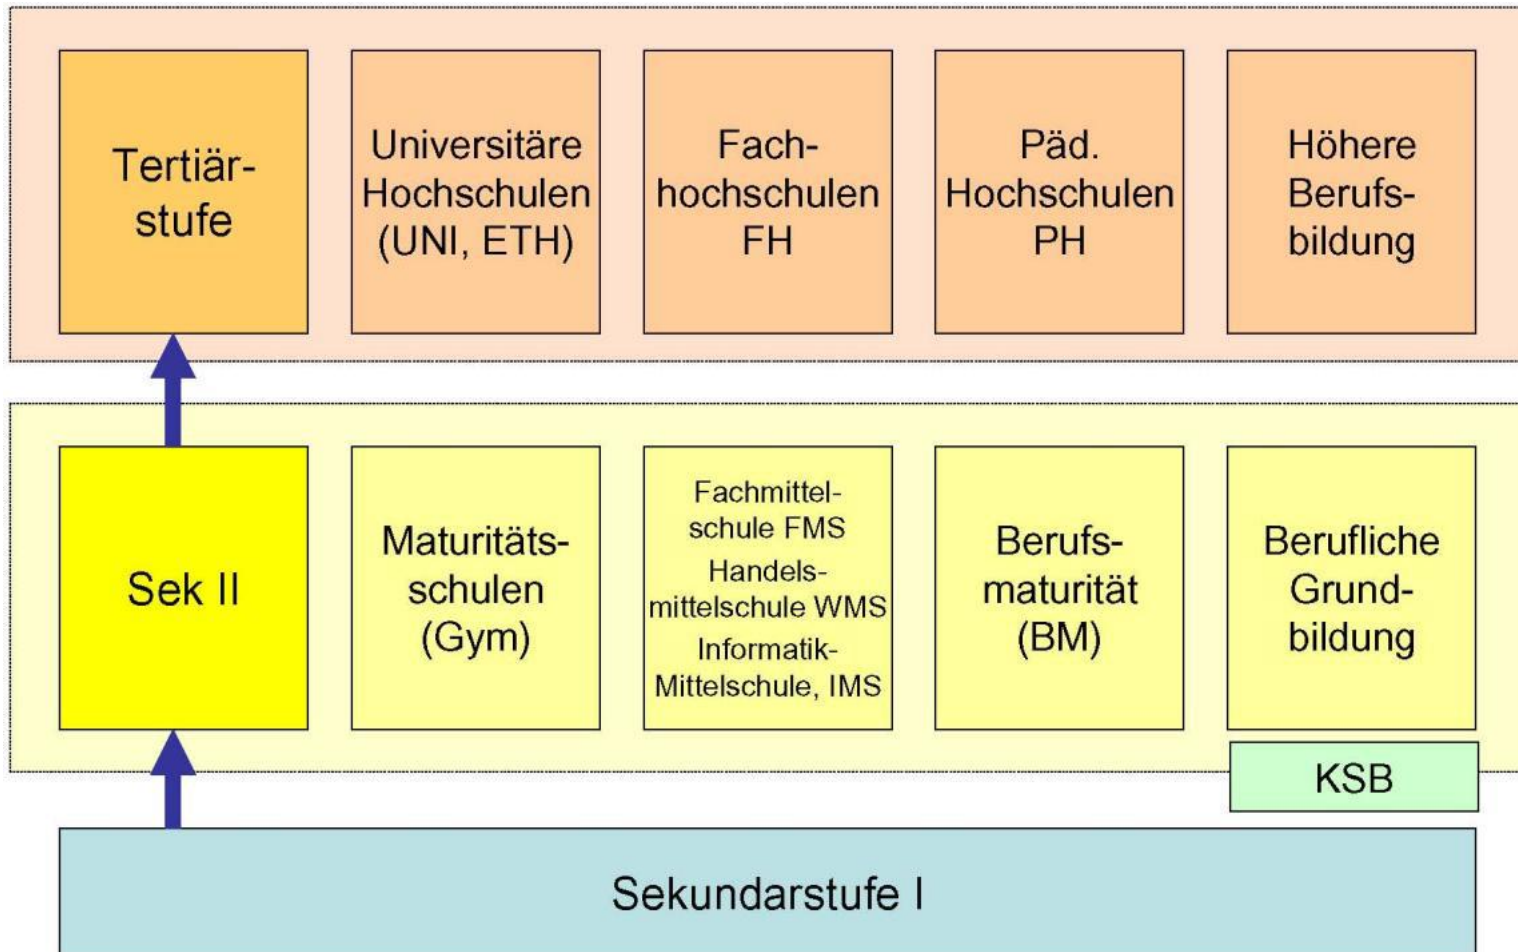 Tertiär-
stufe
Universitäre
Hochschulen
(UNI, ETH)
Fach-
hochschulen
FH
Päd.
Hochschulen
PH
Höhere
Berufs-
bildung
Sek II
Maturitäts-
schulen
(Gym)
Fachmittel-
schule FMS
Handels-
mittelschule WMS
Informatik-
Mittelschule, IMS
Berufs-
maturität
(BM)
Berufliche
Grund-
bildung
KSB
Sekundarstufe I